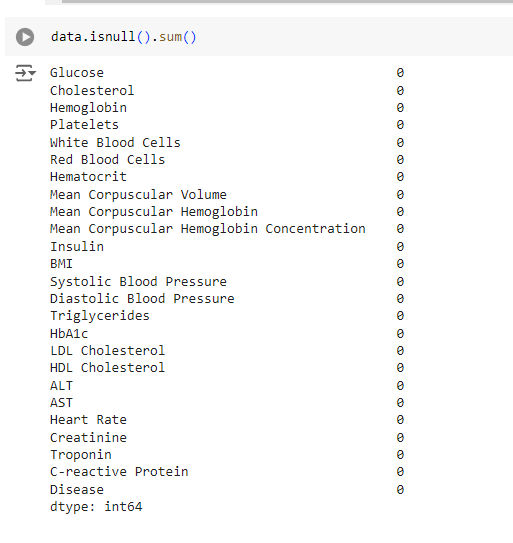 data.isnull().sum()
Glucose 0
Cholesterol 0
Hemoglobin 0
Platelets 0
White Blood Cells 0
Red Blood Cells 0
Hematocrit 0
Mean Corpuscular Volume 0
Mean Corpuscular Hemoglobin 0
Mean Corpuscular Hemoglobin Concentration 0
Insulin 0
BMI 0
Systolic Blood Pressure 0
Diastolic Blood Pressure 0
Triglycerides 0
HbA1c 0
LDL Cholesterol 0
HDL Cholesterol 0
ALT 0
AST 0
Heart Rate 0
Creatinine 0
Troponin 0
C-reactive Protein 0
Disease 0
dtype: int64